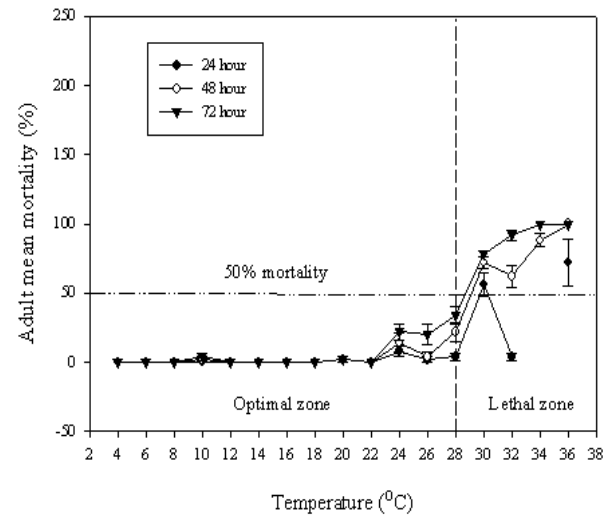 250
200
150
100
50
0
-50
Adult mean mortality (%)
24 hour
48 hour
72 hour
50% mortality
Optimal zone
Lethal zone
2 4 6 8 10 12 14 16 18 20 22 24 26 28 30 32 34 36 38
Temperature (⁰C)